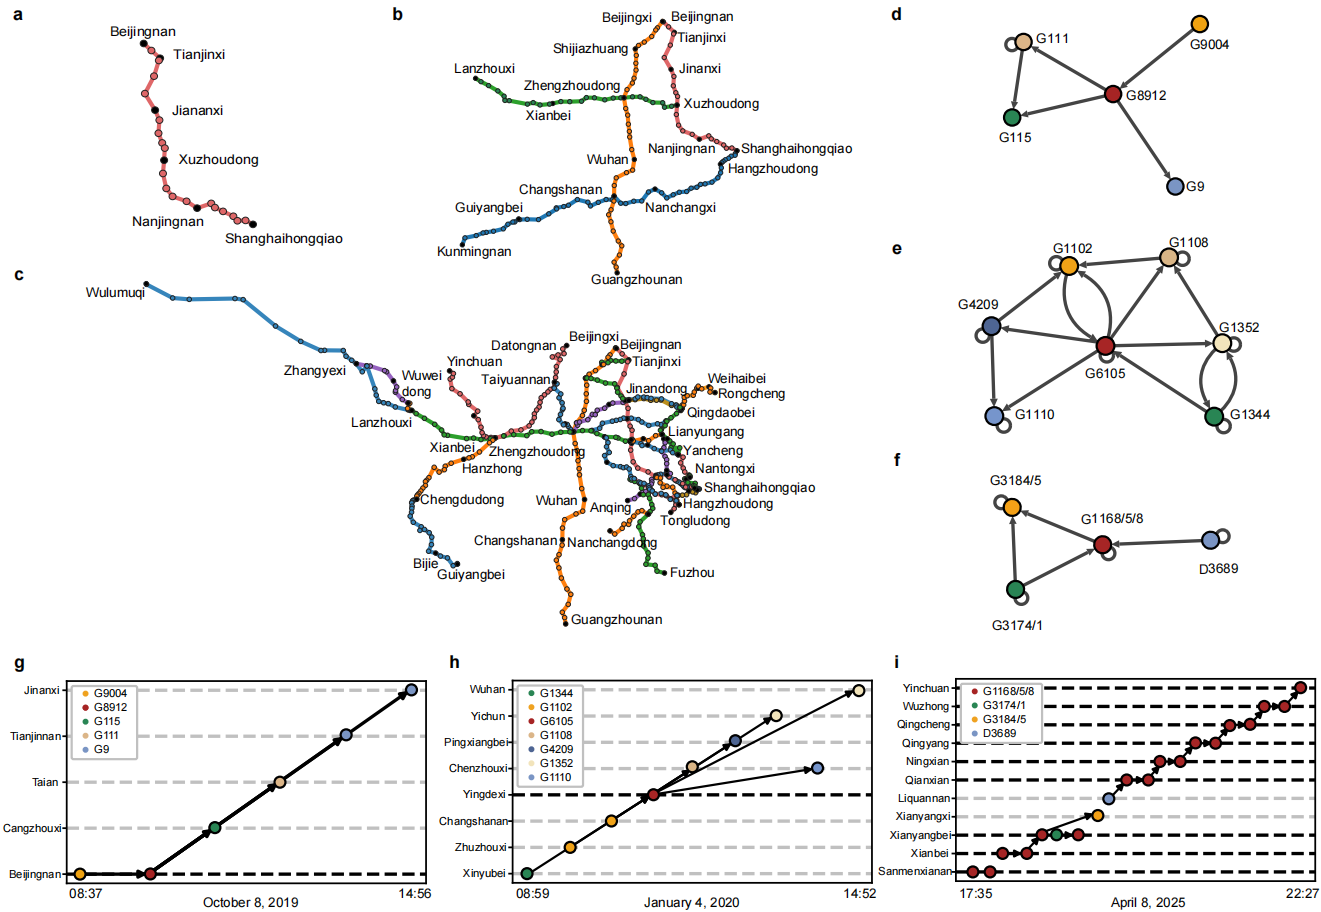 a
Beijingnan
Tianjinxi
Jiananxi
Xuzhoudong
Nanjingnan
Shanghaihongqiao
b
Beijingxi
Beijingnan
Tianjinxi
Shijiazhuang
Lanzhouxi
Jinanxi
Zhengzhoudong
Xuzhoudong
Xianbei
Nanjingnan
Shanghaihongqiao
Wuhan
Hangzhoudong
Changshanan
Guiyangbei
Nanchangxi
Kunmingnan
Guangzhounan
c
Wulumuqi
Datongnan
Beijingxi
Beijingnan
Yinchuan
Tianjinxi
Zhangyexi
Wuwei
dong
Taiyuannan
Jinandong
Weihaibei
Rongcheng
Lanzhouxi
Qingdaobei
Lianyungang
Xianbei
Zhengzhoudong
Yancheng
Hanzhong
Nantongxi
Shanghaihongqiao
Chengdudong
Wuhan
Anqing
Hangzhoudong
Tongludong
Changshanan
Nanchangdong
Bijie
Guiyangbei
Fuzhou
Guangzhounan
d
G111
G9004
G8912
G115
G9
e
G1102
G1108
G4209
G1352
G6105
G1110
G1344
f
G3184/5
G1168/5/8
D3689
G3174/1
g
Jinanxi
Tianjinnan
Taian
Cangzhouxi
Beijingnan
G9004
G8912
G115
G111
G9
08:37
14:56
October 8, 2019
h
Wuhan
Yichun
Pingxiangbei
Chenzhouxi
Yingdexi
Changshanan
Zhuzhouxi
Xinyubei
G1344
G1102
G6105
G1108
G4209
G1352
G1110
08:59
14:52
January 4, 2020
i
Yinchuan
Wuzhong
Qingcheng
Qingyang
Ningxian
Qianxian
Liquannan
Xianyangxi
Xianyangbei
Xianbei
Sanmenxianan
G1168/5/8
G3174/1
G3184/5
D3689
17:35
22:27
April 8, 2025